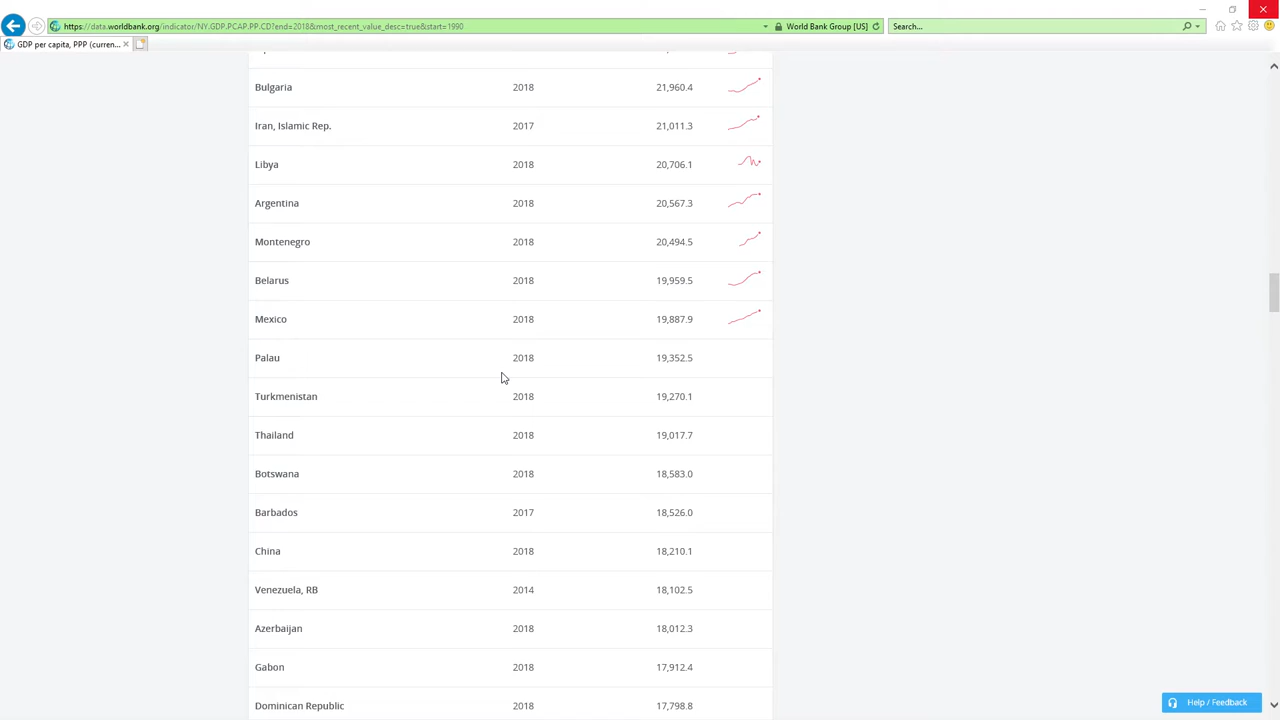 https://data.worldbank.org/indicator/NY.GDP.PCAP.PP.CD?end=2018&most_recent_value_desc=true&start=1990
World Bank Group [US]
Search...
GDP per capita, PPP (curren...
Bulgaria 2018 21,960.4
Iran, Islamic Rep. 2017 21,011.3
Libya 2018 20,706.1
Argentina 2018 20,567.3
Montenegro 2018 20,494.5
Belarus 2018 19,959.5
Mexico 2018 19,887.9
Palau 2018 19,352.5
Turkmenistan 2018 19,270.1
Thailand 2018 19,017.7
Botswana 2018 18,583.0
Barbados 2017 18,526.0
China 2018 18,210.1
Venezuela, RB 2014 18,102.5
Azerbaijan 2018 18,012.3
Gabon 2018 17,912.4
Dominican Republic 2018 17,798.8
Help / Feedback